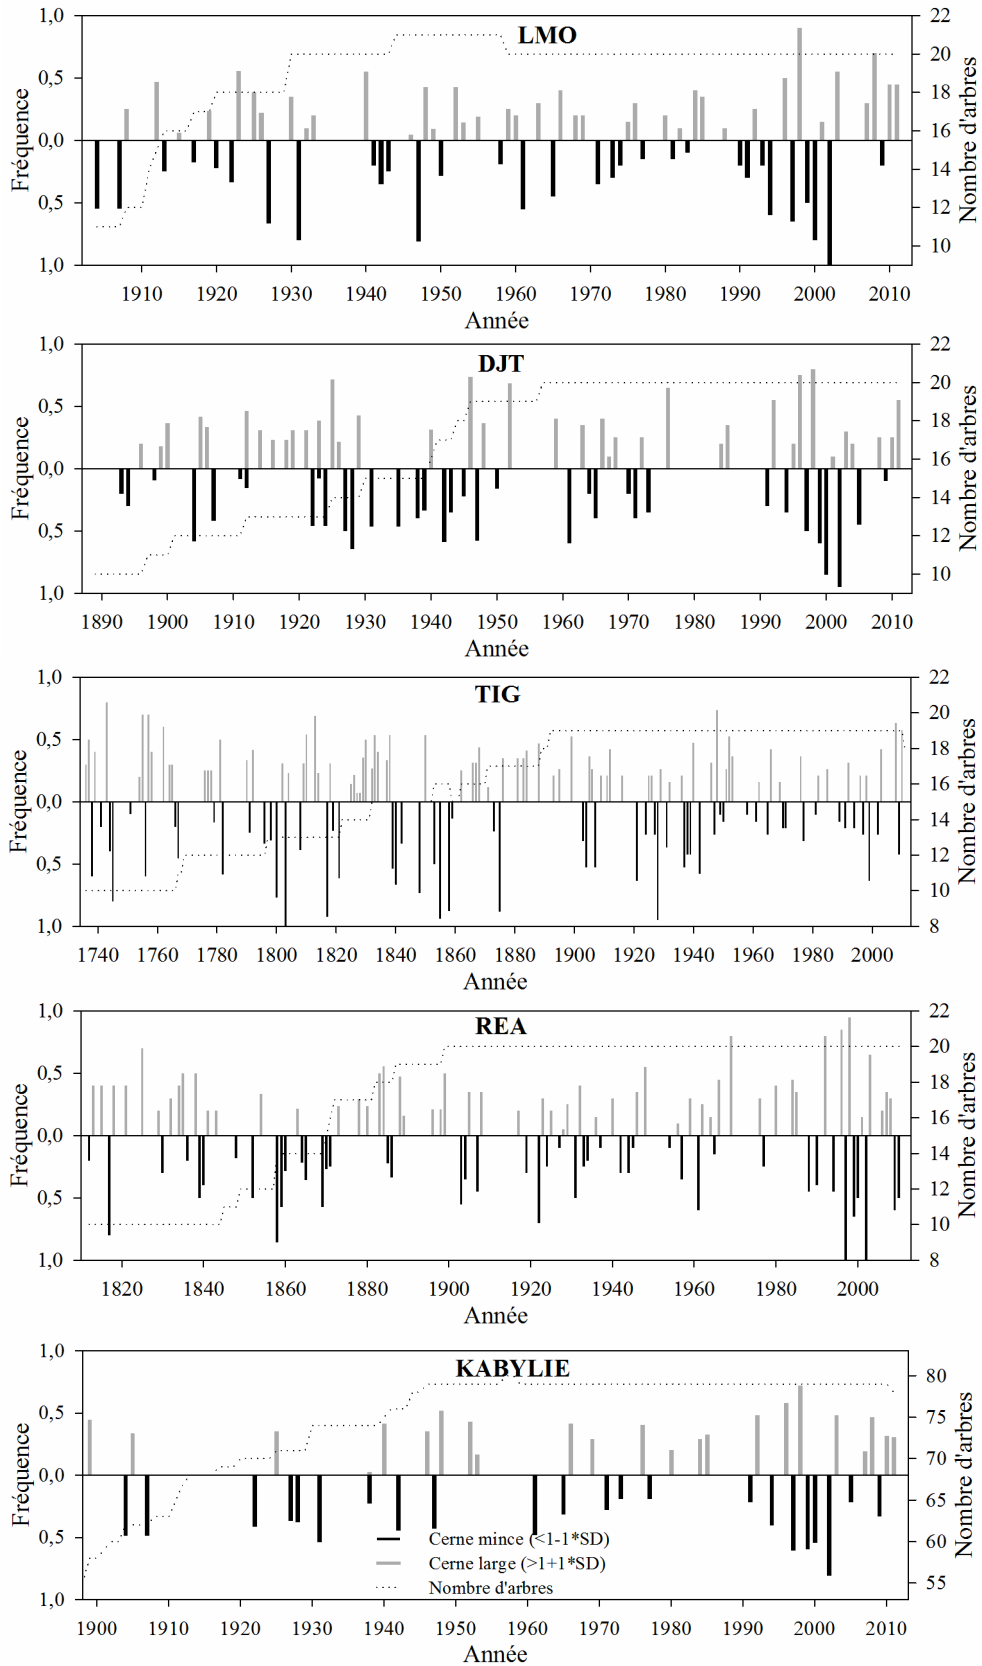 LMO
1,0
0,5
0,0
0,5
1,0
Fréquence
22
20
18
16
14
12
10
Nombre d'arbres
1910 1920 1930 1940 1950 1960 1970 1980 1990 2000 2010
Année
DJT
1,0
0,5
0,0
0,5
1,0
Fréquence
22
20
18
16
14
12
10
Nombre d'arbres
1890 1900 1910 1920 1930 1940 1950 1960 1970 1980 1990 2000 2010
Année
TIG
1,0
0,5
0,0
0,5
1,0
Fréquence
22
20
18
16
14
12
10
8
Nombre d'arbres
1740 1760 1780 1800 1820 1840 1860 1880 1900 1920 1940 1960 1980 2000
Année
REA
1,0
0,5
0,0
0,5
1,0
Fréquence
22
20
18
16
14
12
10
8
Nombre d'arbres
1820 1840 1860 1880 1900 1920 1940 1960 1980 2000
Année
KABYLIE
1,0
0,5
0,0
0,5
1,0
Fréquence
80
75
70
65
60
55
Nombre d'arbres
Cerne mince (<1-1*SD)
Cerne large (>1+1*SD)
Nombre d'arbres
1900 1910 1920 1930 1940 1950 1960 1970 1980 1990 2000 2010
Année